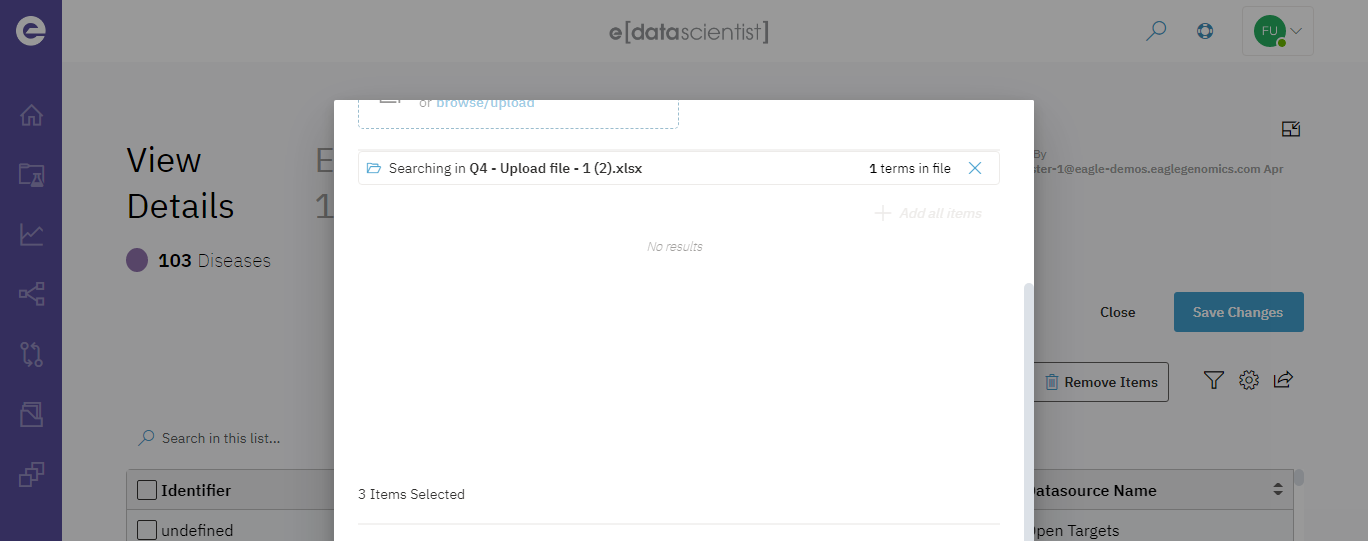 e[datascientist]
FU
or browse/upload
View
Details
E
1
By
ster-1@eagle-demos.eaglegenomics.com Apr
Searching in Q4 - Upload file - 1 (2).xlsx
1 terms in file
Add all items
No results
103 Diseases
Close
Save Changes
Remove Items
Search in this list...
3 Items Selected
Identifier
atasource Name
undefined
pen Targets